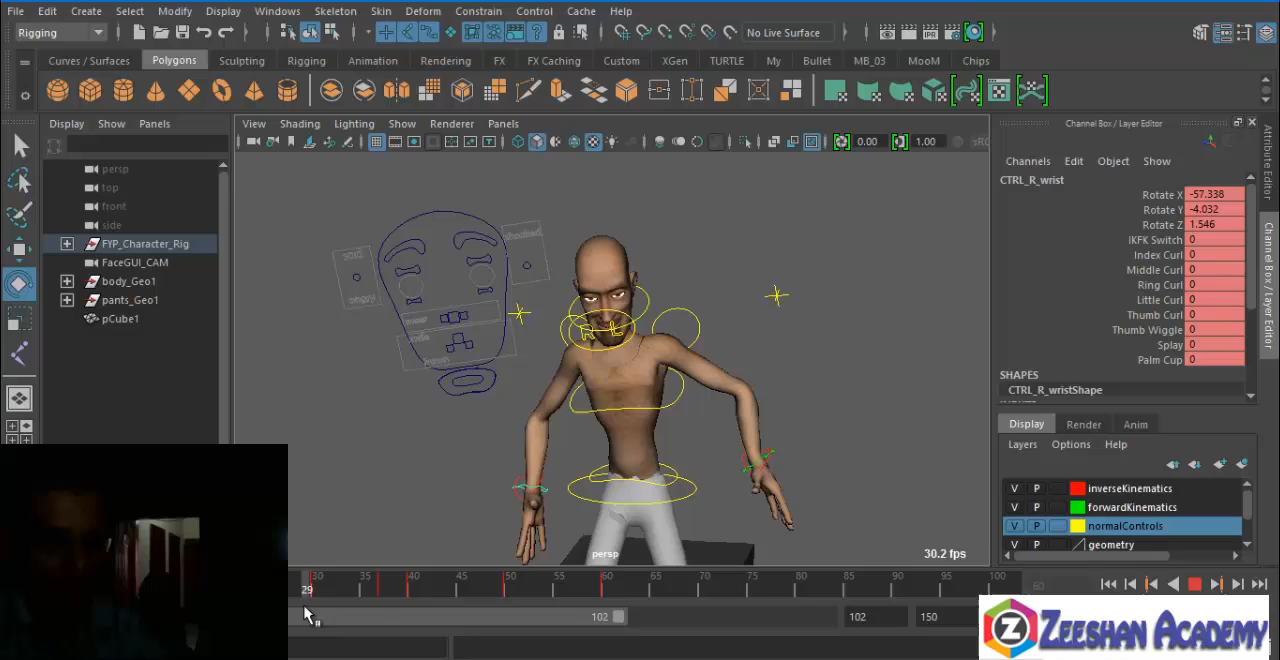 File Edit Create Select Modify Display Windows Skeleton Skin Deform Constrain Control Cache Help
Rigging No Live Surface
Curves / Surfaces Polygons Sculpting Rigging Animation Rendering FX FX Caching Custom XGen TURTLE My Bullet MB_03 MooM Chips
Display Show Panels
View Shading Lighting Show Renderer Panels
0.00 1.00
persp
top
front
side
FYP_Character_Rig
FaceGUI_CAM
body_Geo1
pants_Geo1
pCube1
R L
persp
30.2 fps
Channel Box / Layer Editor
Channels Edit Object Show
CTRL_R_wrist
Rotate X -57.338
Rotate Y -4.032
Rotate Z 1.546
IKFK Switch 0
Index Curl 0
Middle Curl 0
Ring Curl 0
Little Curl 0
Thumb Curl 0
Thumb Wiggle 0
Splay 0
Palm Cup 0
SHAPES
CTRL_R_wristShape
Display Render Anim
Layers Options Help
V P inverseKinematics
V P forwardKinematics
V P normalControls
V P geometry
Attribute Editor
Channel Box / Layer Editor
30 35 40 45 50 55 60 65 70 75 80 85 90 95 100
29
60
102 102 150
Z Zeeshan Academy